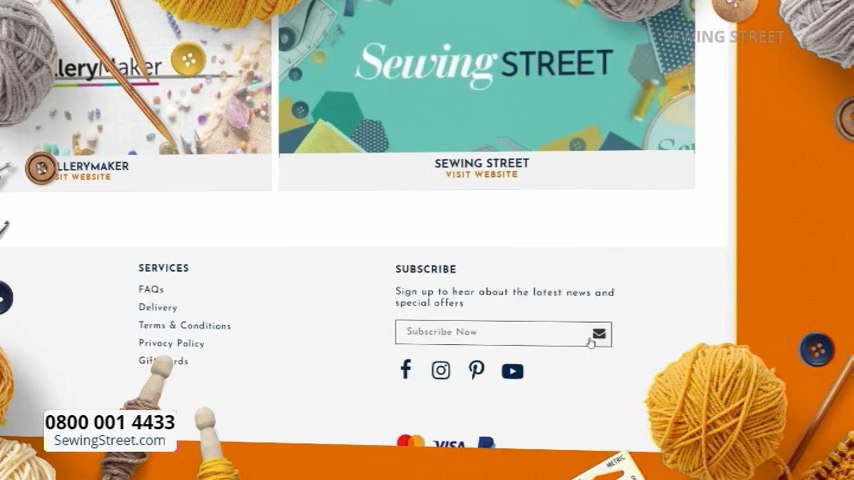 SEWING STREET
lleryMaker
Sewing STREET
LLERYMAKER
SIT WEBSITE
SEWING STREET
VISIT WEBSITE
SERVICES
FAQs
Delivery
Terms & Conditions
Privacy Policy
SUBSCRIBE
Sign up to hear about the latest news and
special offers
Subscribe Now
VISA
0800 001 4433
SewingStreet.com
METRIC